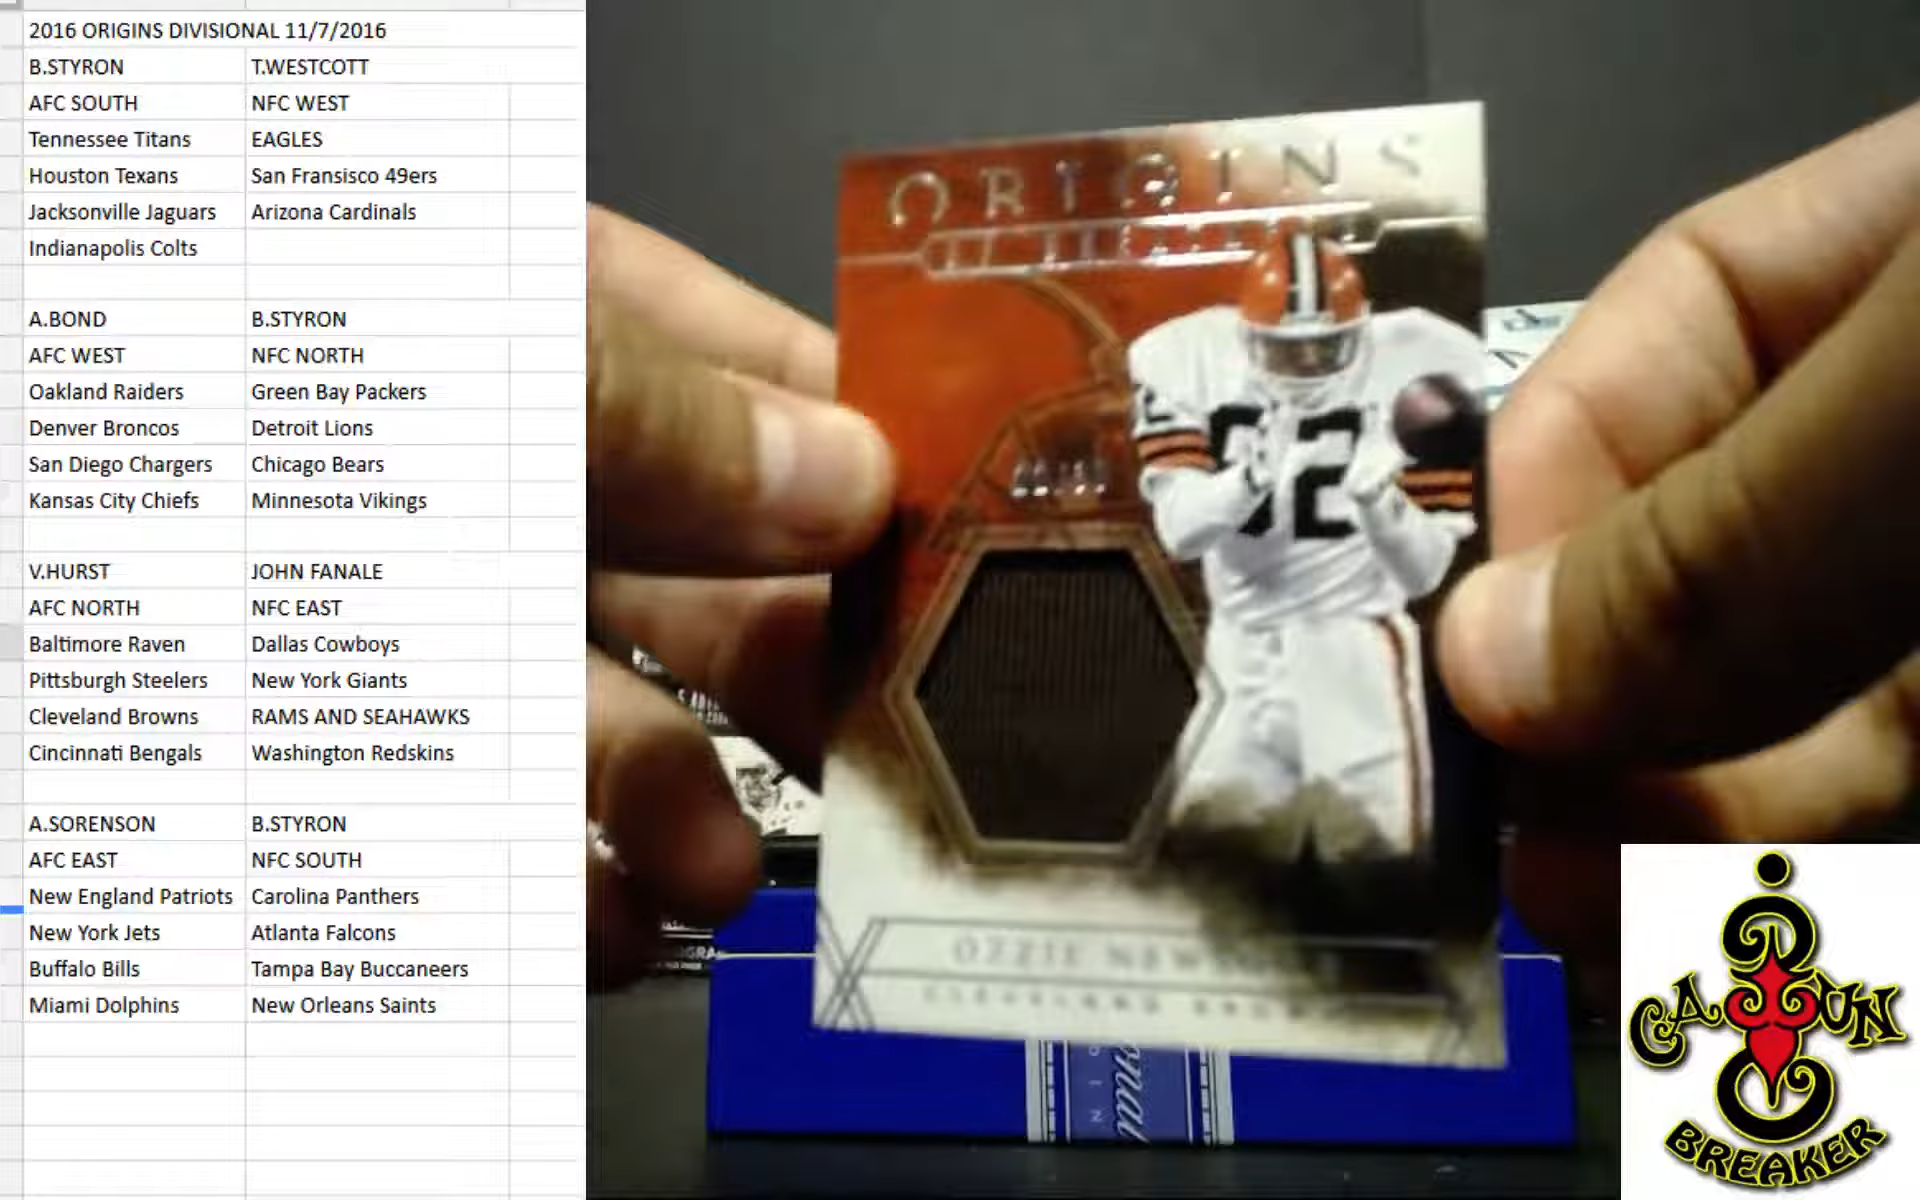 2016 ORIGINS DIVISIONAL 11/7/2016
B.STYRON T.WESTCOTT
AFC SOUTH NFC WEST
Tennessee Titans EAGLES
Houston Texans San Fransisco 49ers
Jacksonville Jaguars Arizona Cardinals
Indianapolis Colts
A.BOND B.STYRON
AFC WEST NFC NORTH
Oakland Raiders Green Bay Packers
Denver Broncos Detroit Lions
San Diego Chargers Chicago Bears
Kansas City Chiefs Minnesota Vikings
V.HURST JOHN FANALE
AFC NORTH NFC EAST
Baltimore Raven Dallas Cowboys
Pittsburgh Steelers New York Giants
Cleveland Browns RAMS AND SEAHAWKS
Cincinnati Bengals Washington Redskins
A.SORENSON B.STYRON
AFC EAST NFC SOUTH
New England Patriots Carolina Panthers
New York Jets Atlanta Falcons
Buffalo Bills Tampa Bay Buccaneers
Miami Dolphins New Orleans Saints
ORIGINS
82
OZZIE NEWSOME
CLEVELAND BROWNS
CAJUN
BREAKER